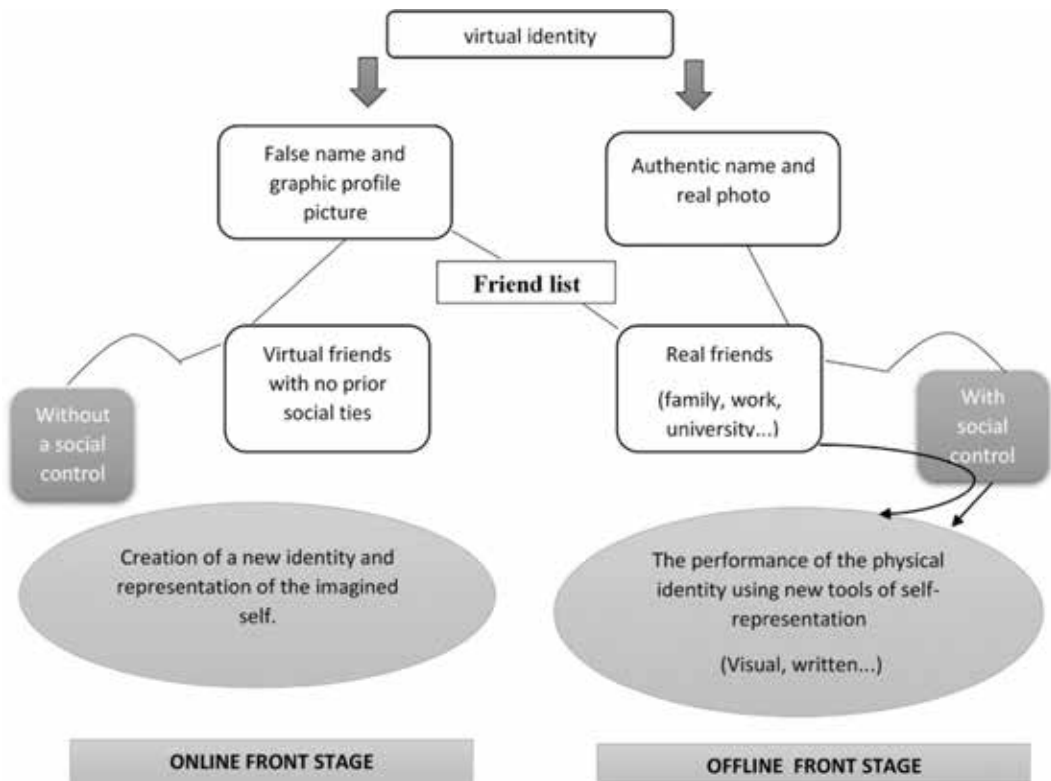 virtual identity
False name and
graphic profile
picture
Authentic name and
real photo
Friend list
Virtual friends
with no prior
social ties
Real friends
(family, work,
university...)
Without
a social
control
With
social
control
Creation of a new identity and
representation of the imagined
self.
The performance of the physical
identity using new tools of self-
representation
(Visual, written...)
ONLINE FRONT STAGE
OFFLINE FRONT STAGE